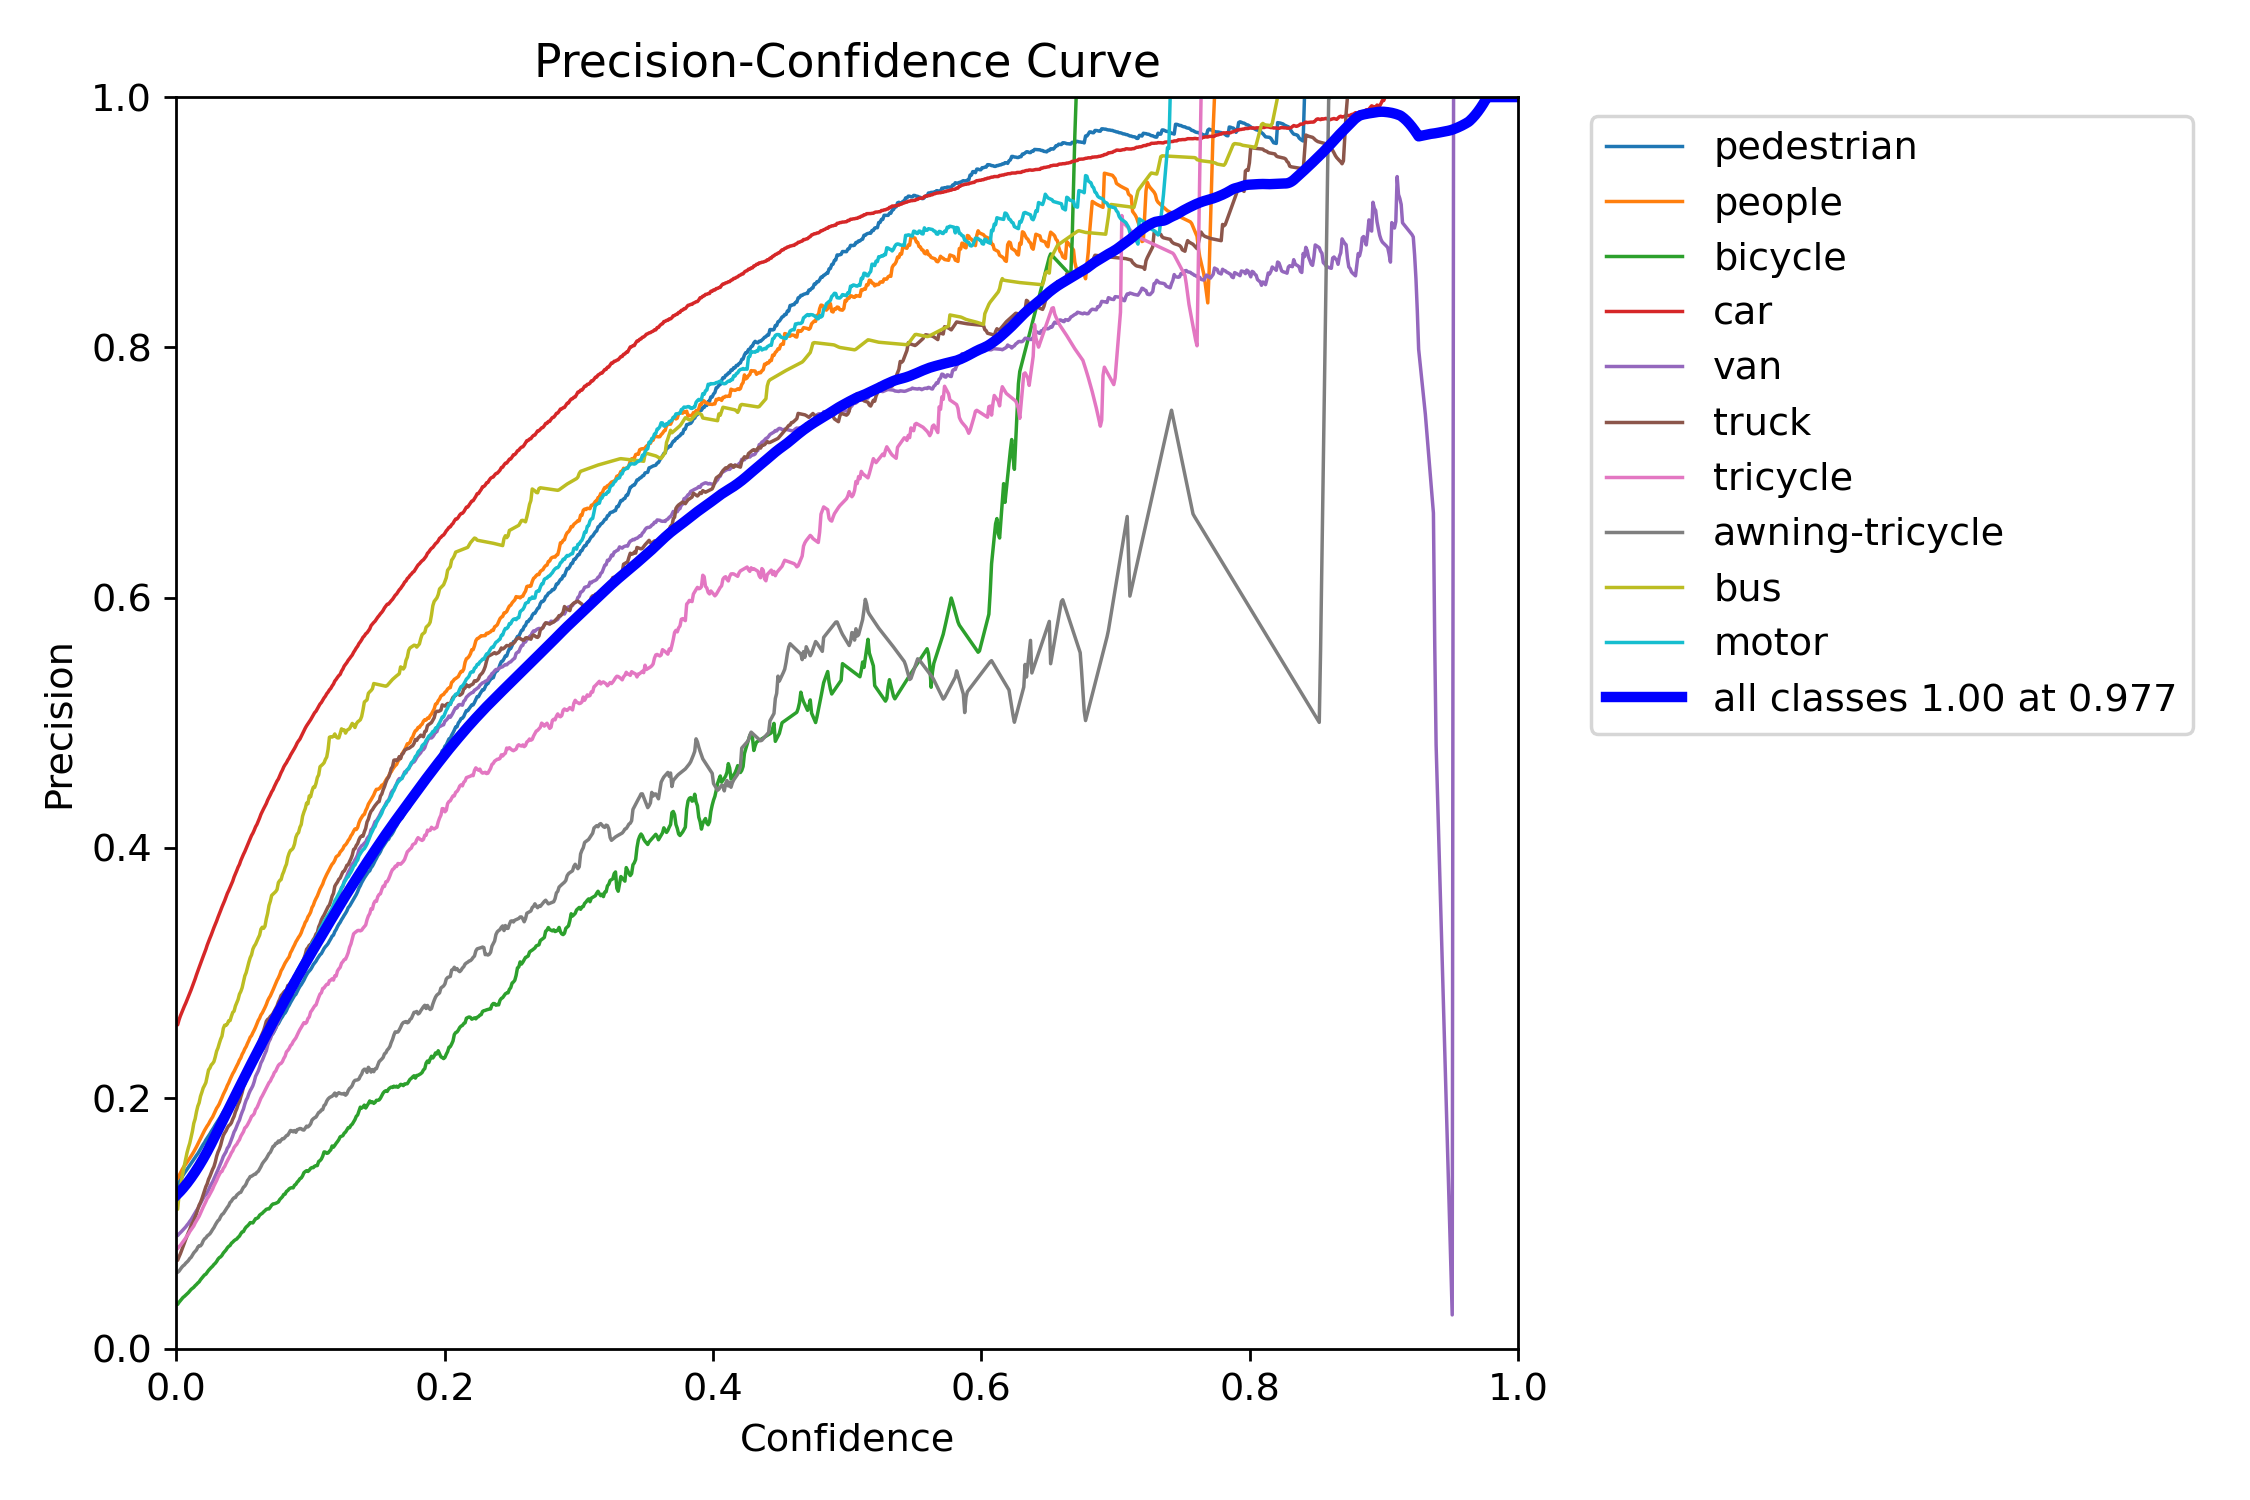 Precision-Confidence Curve
1.0
0.8
0.6
0.4
0.2
0.0
Precision
0.0 0.2 0.4 0.6 0.8 1.0
Confidence
pedestrian
people
bicycle
car
van
truck
tricycle
awning-tricycle
bus
motor
all classes 1.00 at 0.977